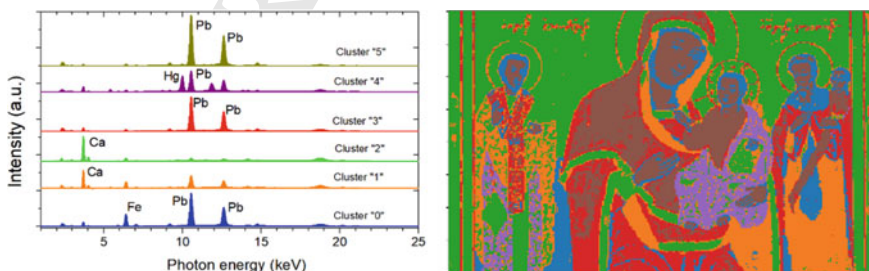 Pb
Pb
Cluster "5"
Hg
Pb
Cluster "4"
Pb
Pb
Cluster "3"
Ca
Cluster "2"
Ca
Cluster "1"
Fe
Pb
Pb
Cluster "0"
Intensity (a.u.)
5 10 15 20 25
Photon energy (keV)